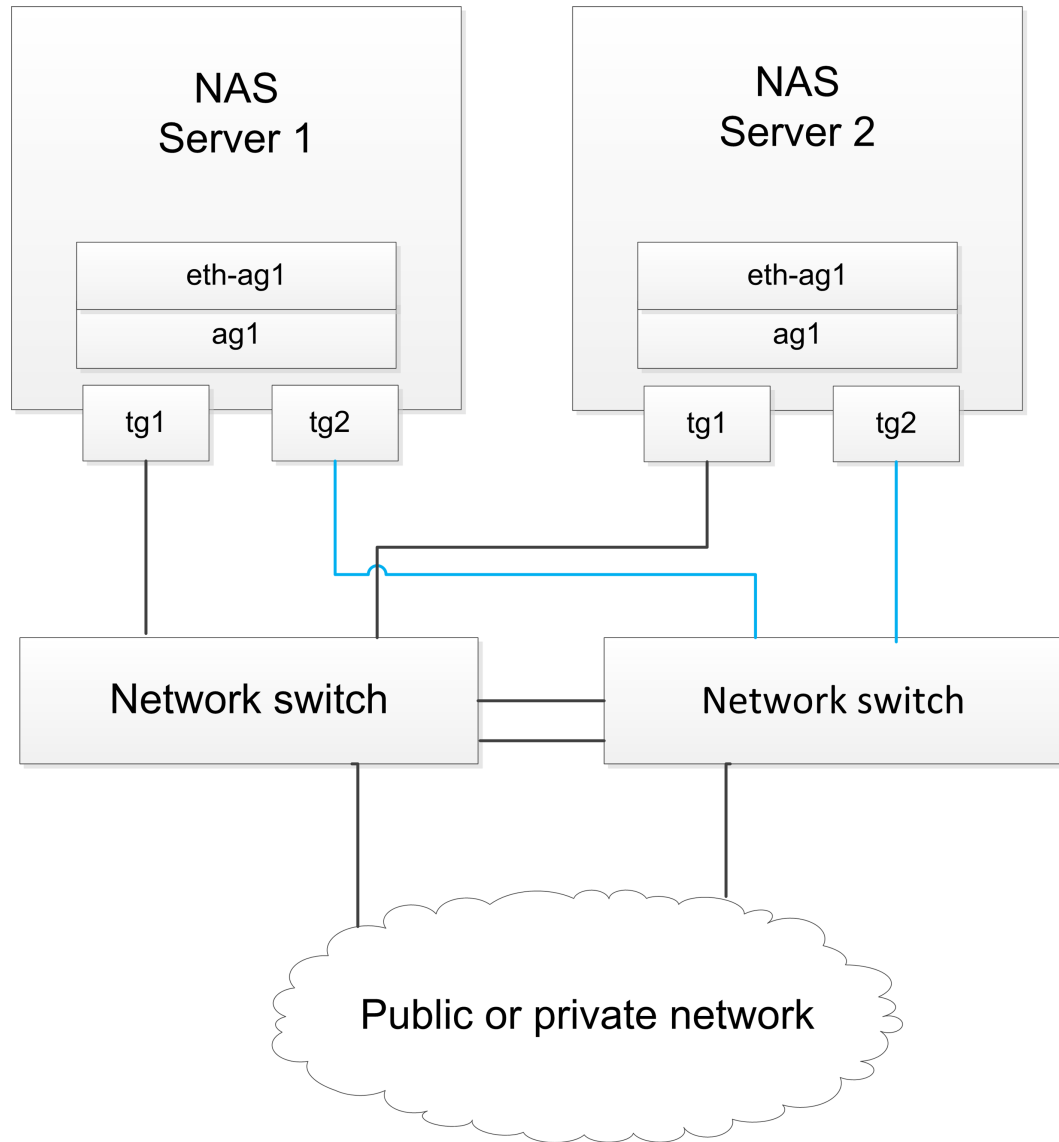 NAS
Server 1
eth-ag1
ag1
tg1
tg2
NAS
Server 2
eth-ag1
ag1
tg1
tg2
Network switch
Network switch
Public or private network